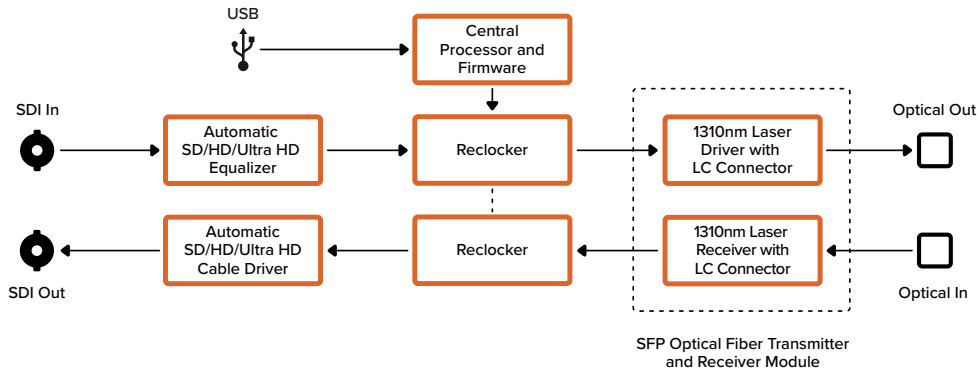 USB
Central
Processor and
Firmware
SDI In
Automatic
SD/HD/Ultra HD
Equalizer
Reclocker
1310nm Laser
Driver with
LC Connector
Optical Out
SDI Out
Automatic
SD/HD/Ultra HD
Cable Driver
Reclocker
1310nm Laser
Receiver with
LC Connector
Optical In
SFP Optical Fiber Transmitter
and Receiver Module